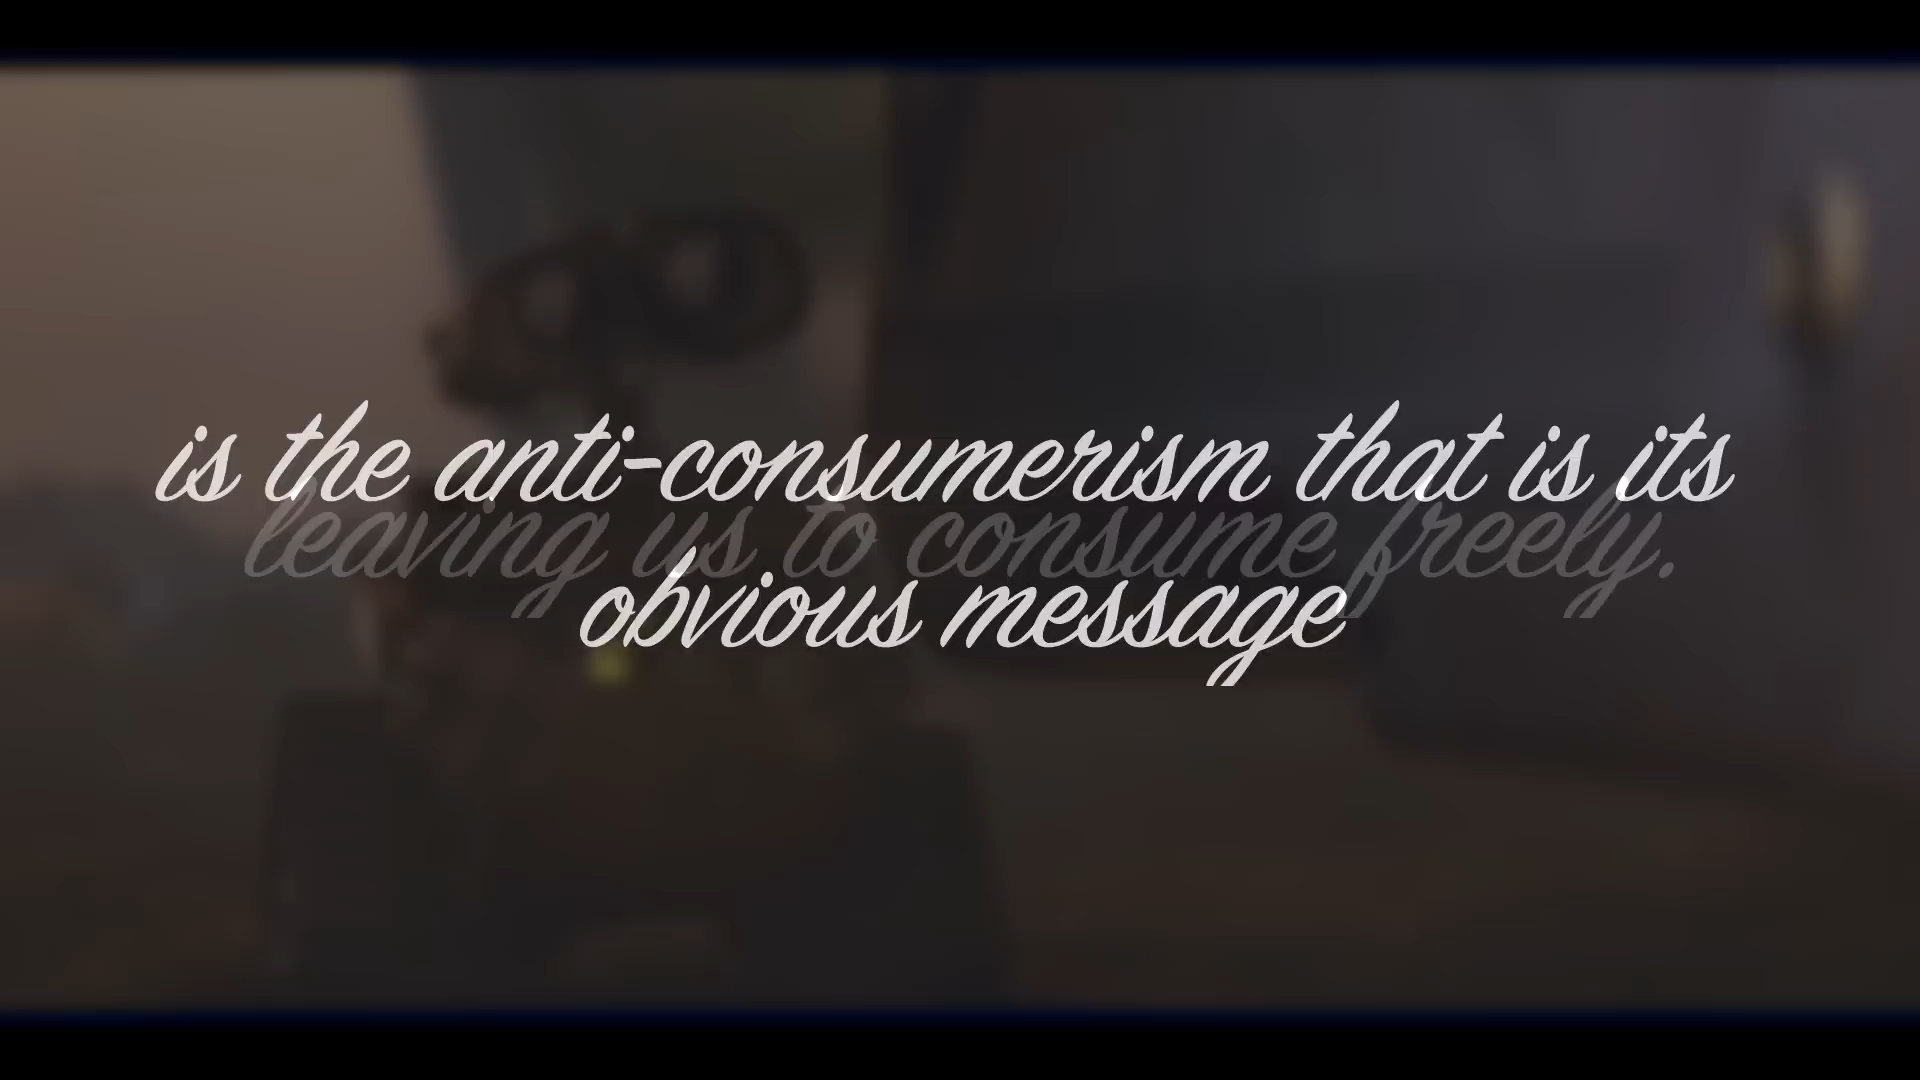 is the anti-consumerism that is its
leaving us to consume freely.
obvious message